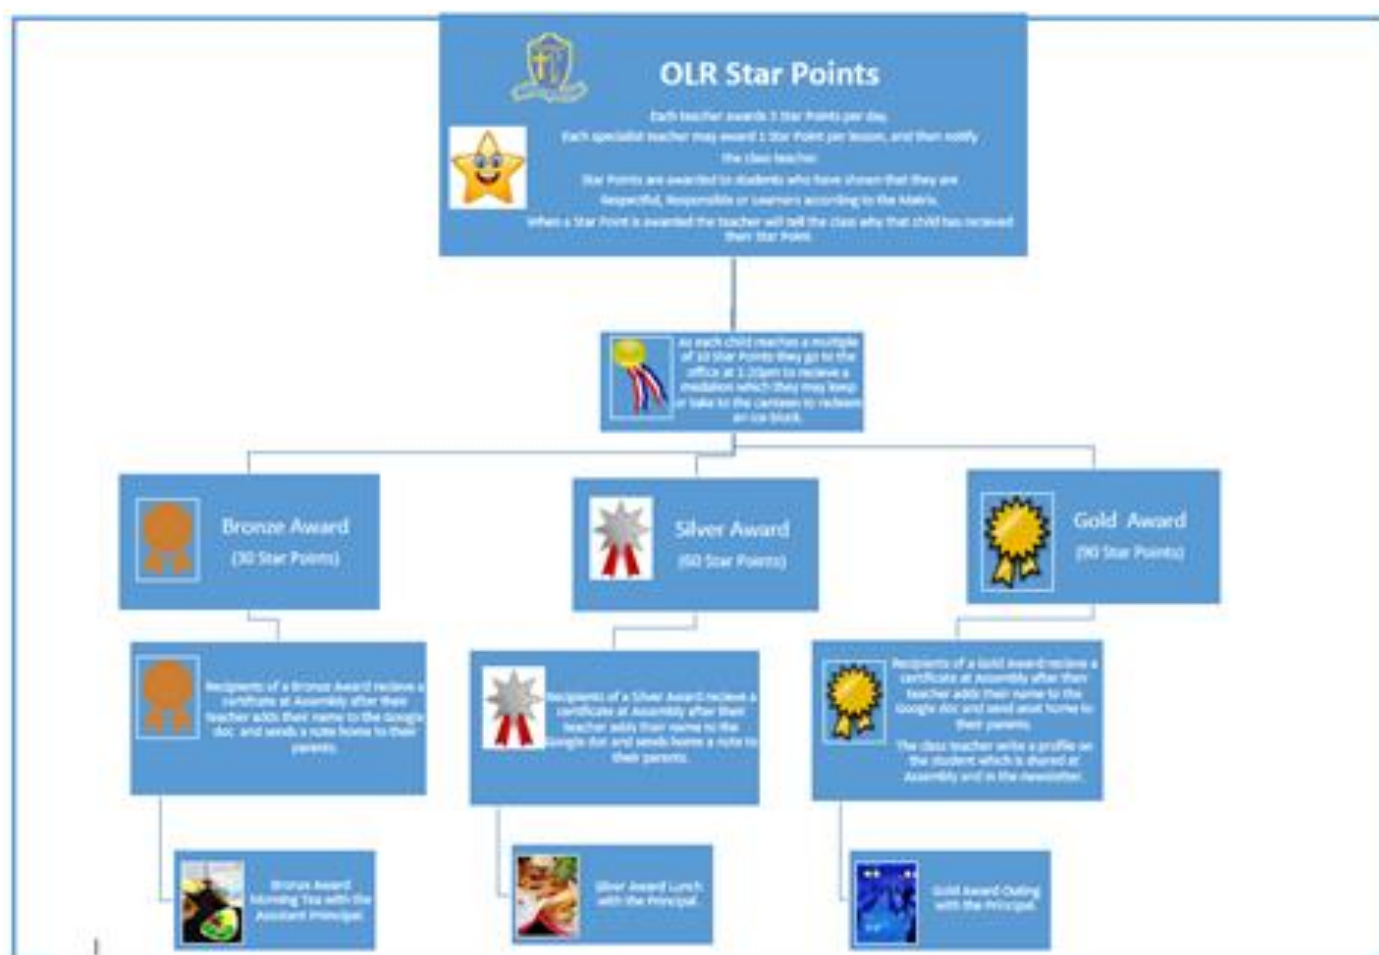 OLR Star Points
Each teacher awards 3 Star Points per day.
Each specialist teacher may award 1 Star Point per lesson, and then notify
the class teacher.
Star Points are awarded to students who have shown that they are
Respectful, Responsible or Learners according to the Matrix.
When a Star Point is awarded the teacher will tell the class why that child has recieved
their Star Point.
As each child reaches a multiple
of 10 Star Points they go to the
office at 1:20pm to recieve a
medallion which they may keep
or take to the canteen to redeem
an ice block.
Bronze Award
(30 Star Points)
Silver Award
(60 Star Points)
Gold Award
(90 Star Points)
Recipients of a Bronze Award recieve a
certificate at Assembly after their
teacher adds their name to the Google
doc and sends a note home to their
parents.
Recipients of a Silver Award recieve a
certificate at Assembly after their
teacher adds their name to the
Google doc and sends home a note to
their parents.
Recipients of a Gold Award recieve a
certificate at Assembly after their
teacher adds their name to the
Google doc and send home to
their parents.
The class teacher write a profile on
the student which is shared at
Assembly and in the newsletter.
Bronze Award
Morning Tea with the
Assistant Principal.
Silver Award Lunch
with the Principal.
Gold Award Outing
with the Principal.